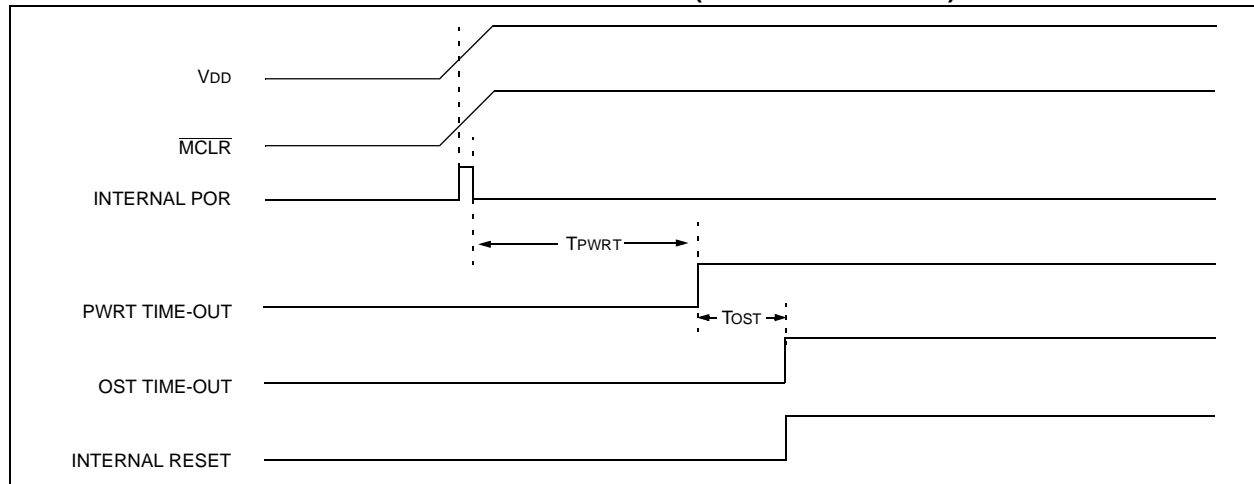 VDD
MCLR
INTERNAL POR
TPWRT
PWRT TIME-OUT
TOST
OST TIME-OUT
INTERNAL RESET